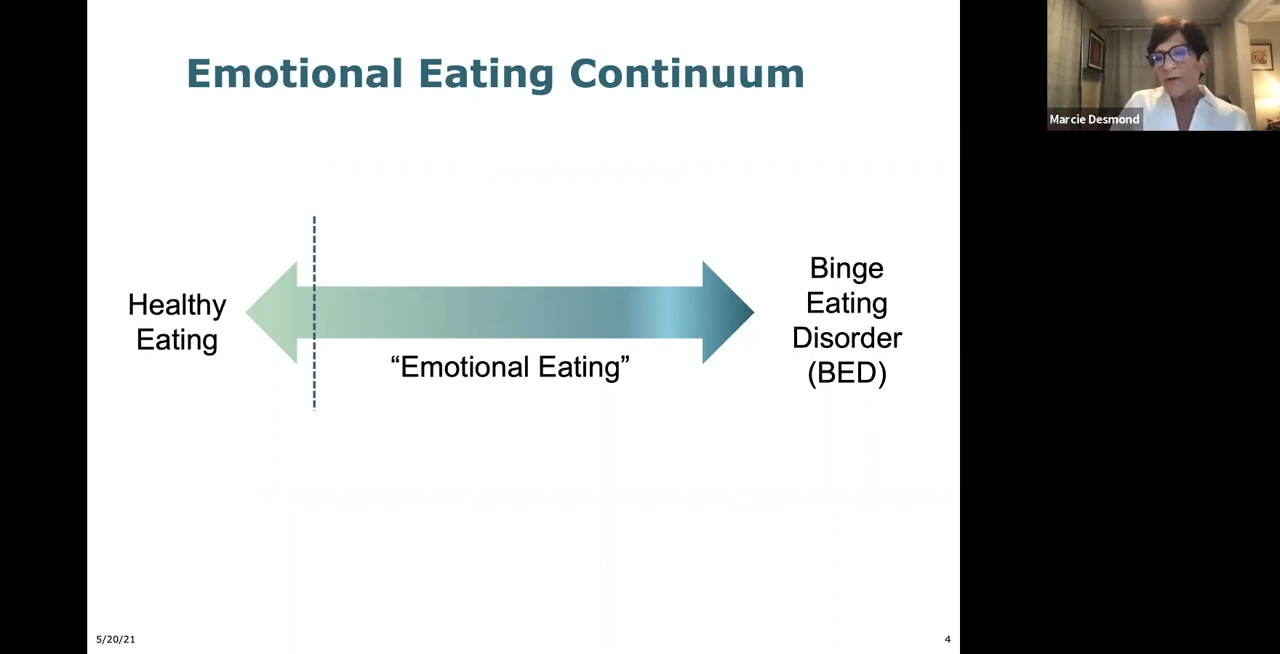 Emotional Eating Continuum
Marcie Desmond
Healthy
Eating
“Emotional Eating”
Binge
Eating
Disorder
(BED)
5/20/21
4